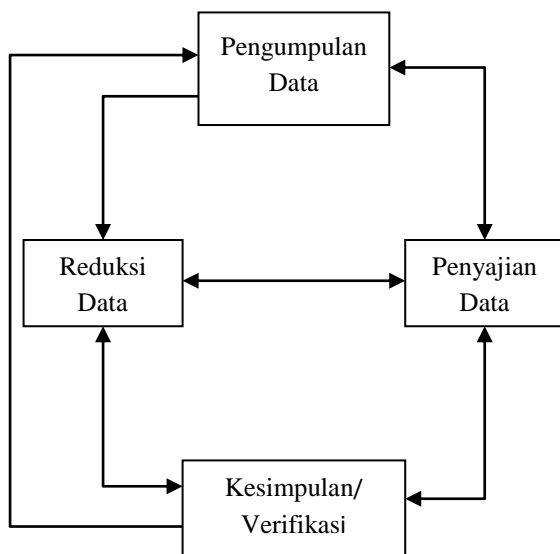 Pengumpulan
Data
Reduksi
Data
Penyajian
Data
Kesimpulan/
Verifikasi